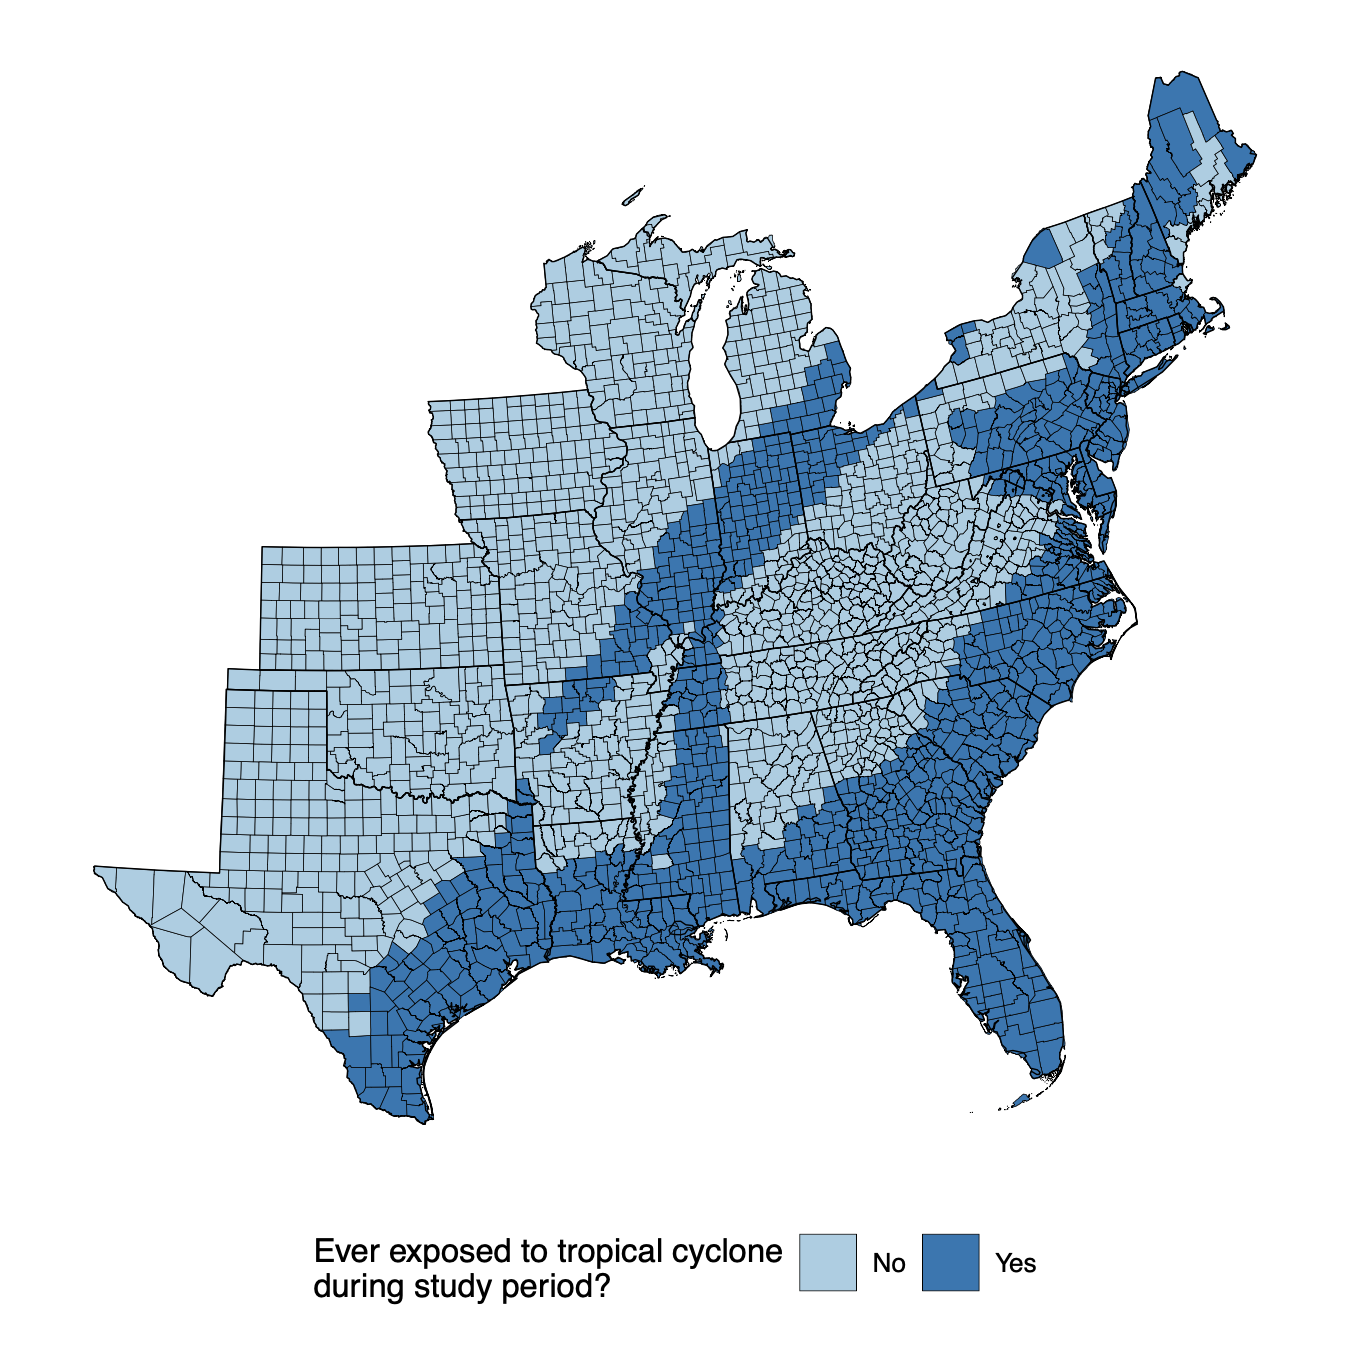 Ever exposed to tropical cyclone
during study period?
No
Yes